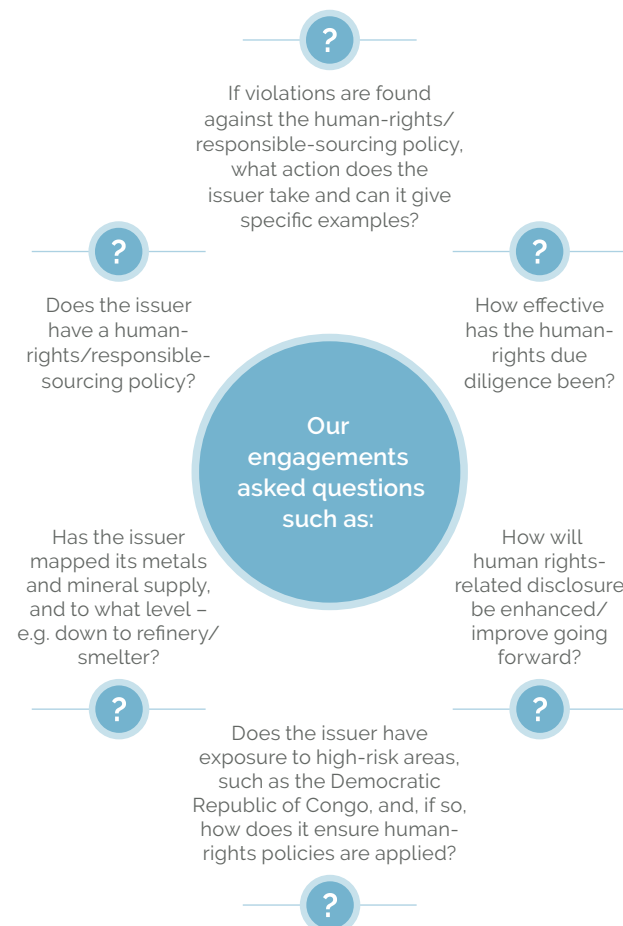 ?
If violations are found
against the human-rights/
responsible-sourcing policy,
what action does the
issuer take and can it give
specific examples?
?
Does the issuer
have a human-
rights/responsible-
sourcing policy?
?
How effective
has the human-
rights due
diligence been?
Our
engagements
asked questions
such as:
Has the issuer
mapped its metals
and mineral supply,
and to what level –
e.g. down to refinery/
smelter?
?
How will
human rights-
related disclosure
be enhanced/
improve going
forward?
?
Does the issuer have
exposure to high-risk areas,
such as the Democratic
Republic of Congo, and, if so,
how does it ensure human-
rights policies are applied?
?